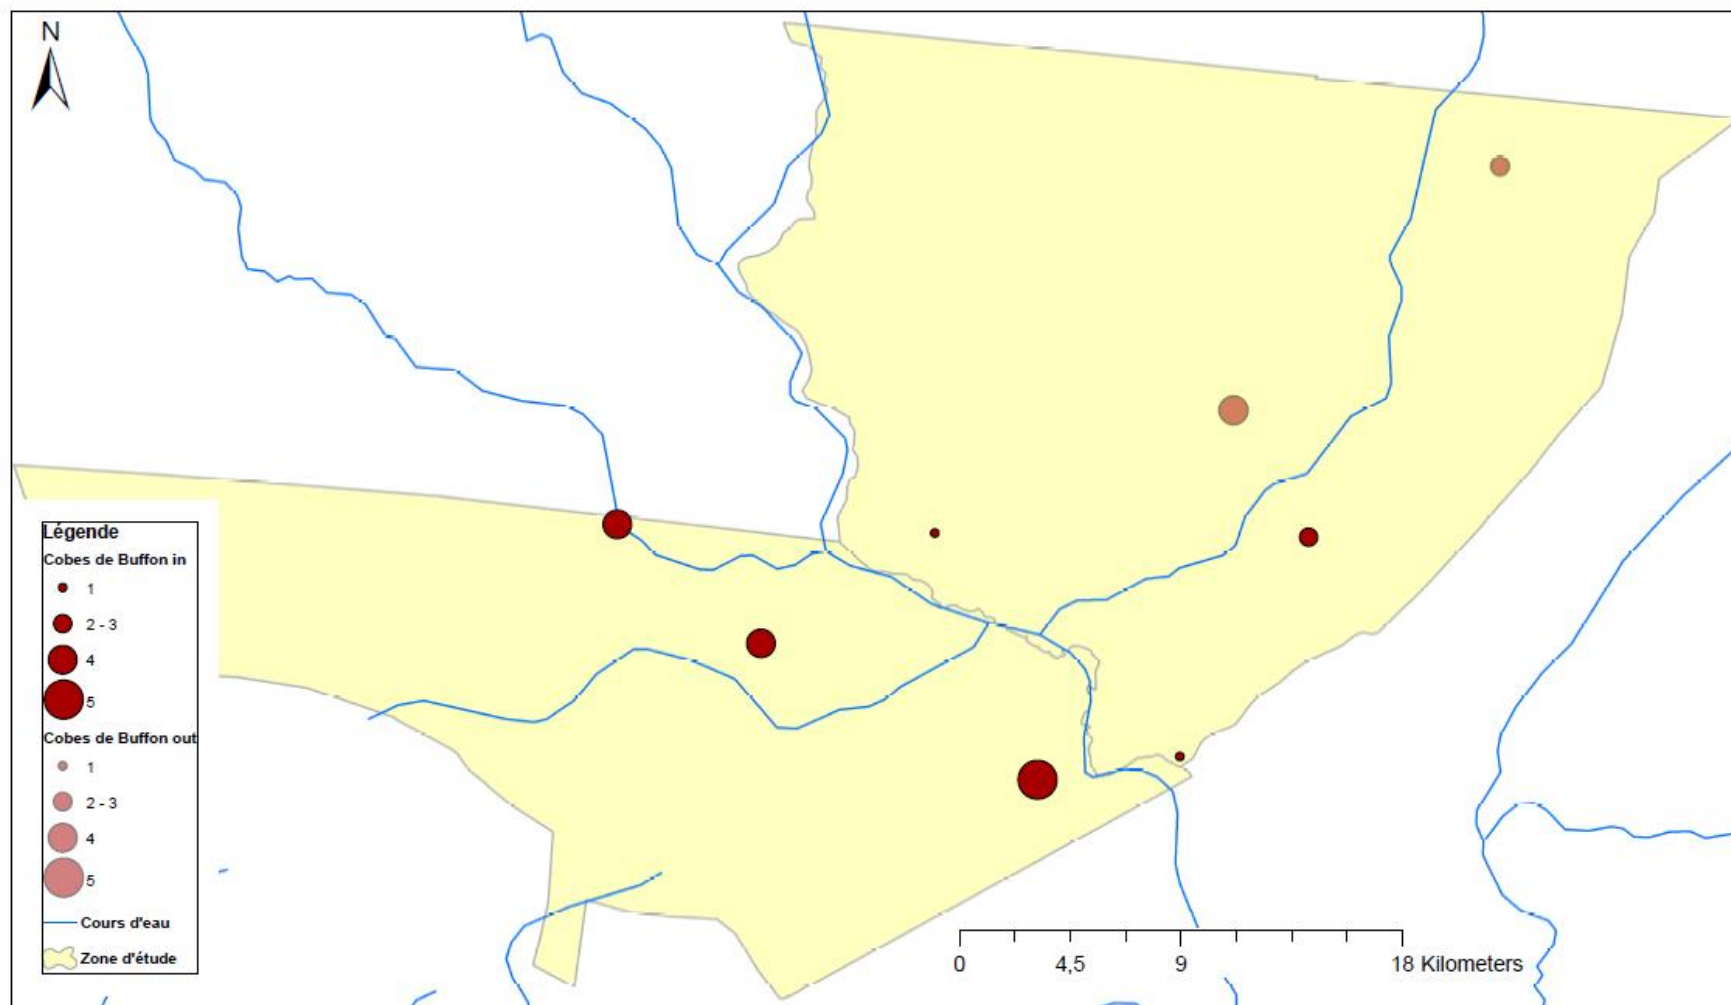 N
Légende
Cobes de Buffon in
1
2 - 3
4
5
Cobes de Buffon out
1
2 - 3
4
5
Cours d'eau
Zone d'étude
0 4,5 9 18 Kilometers